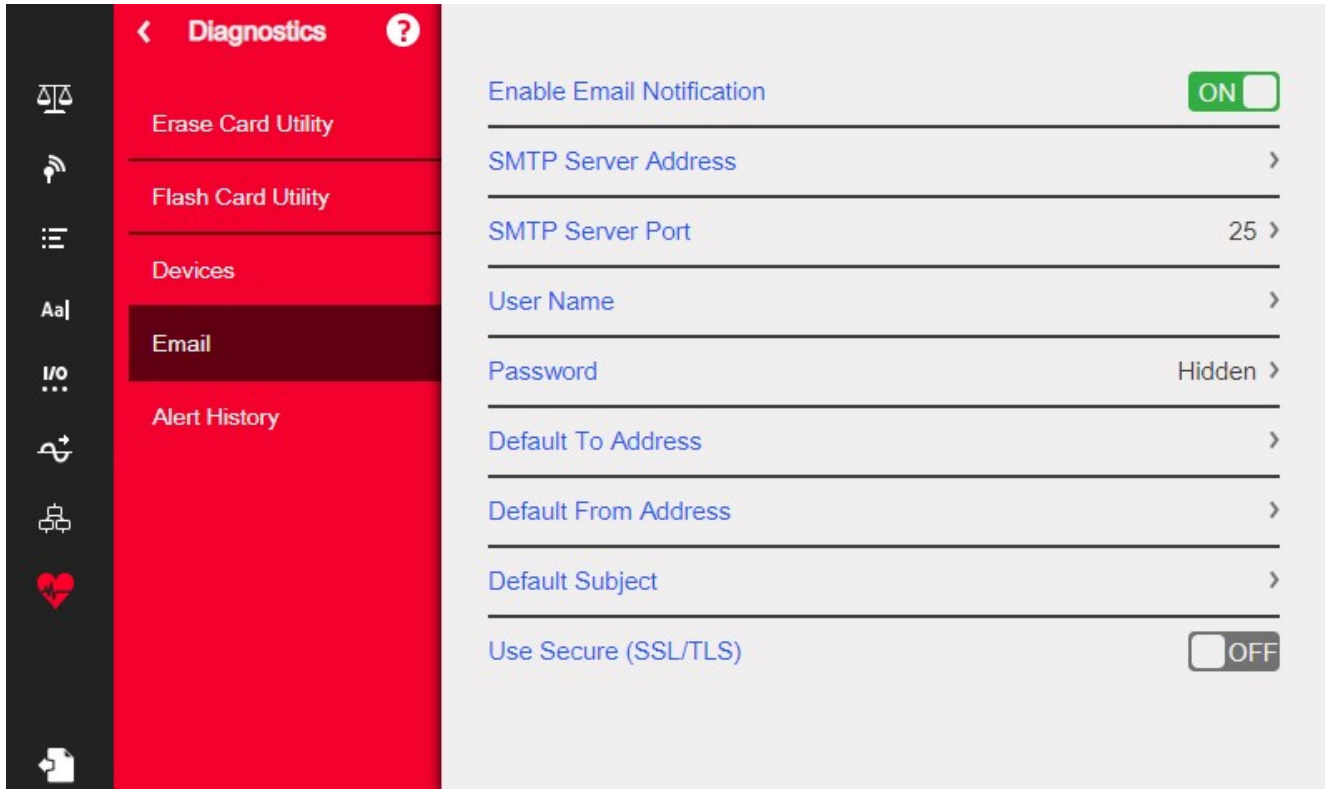 Diagnostics ?
Erase Card Utility
Flash Card Utility
Devices
Email
Alert History
Aa
I/O
Enable Email Notification ON
SMTP Server Address
SMTP Server Port 25
User Name
Password Hidden
Default To Address
Default From Address
Default Subject
Use Secure (SSL/TLS) OFF